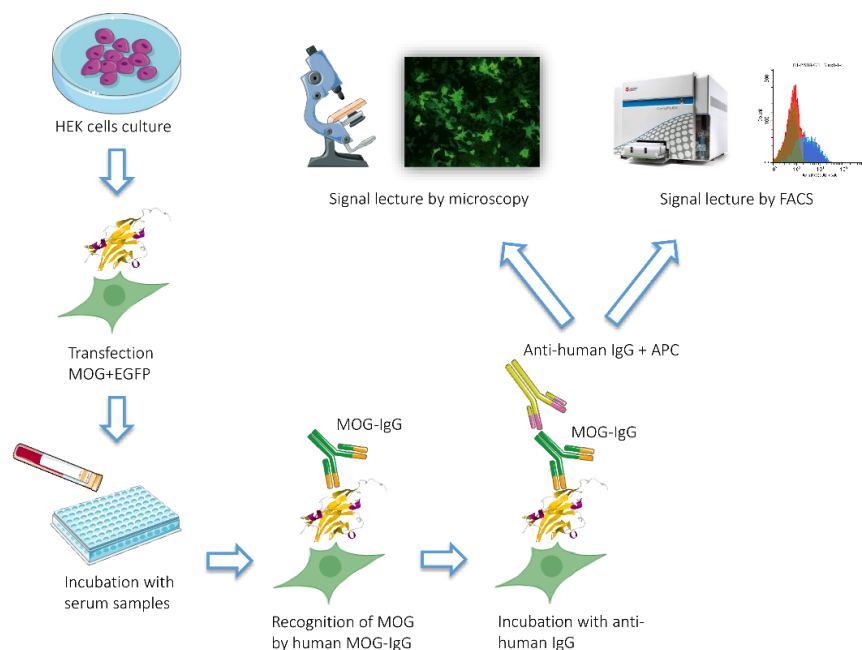 HEK cells culture
Transfection
MOG+EGFP
Incubation with
serum samples
MOG-IgG
Recognition of MOG
by human MOG-IgG
Anti-human IgG + APC
MOG-IgG
Incubation with anti-
human IgG
Signal lecture by microscopy
Signal lecture by FACS
Count